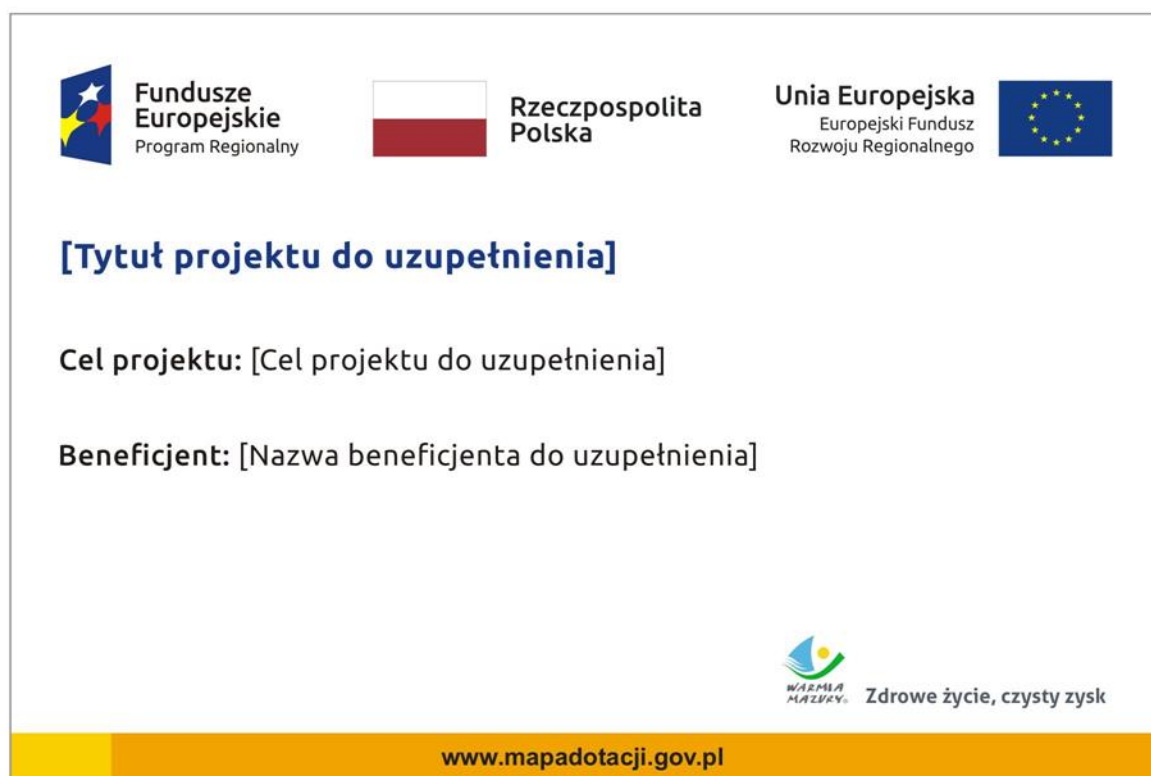 Fundusze
Europejskie
Program Regionalny
Rzeczpospolita
Polska
Unia Europejska
Europejski Fundusz
Rozwoju Regionalnego
[Tytuł projektu do uzupełnienia]
Cel projektu: [Cel projektu do uzupełnienia]
Beneficjent: [Nazwa beneficjenta do uzupełnienia]
WARMIA
MAZURY®
Zdrowe życie, czysty zysk
www.mapadotacji.gov.pl